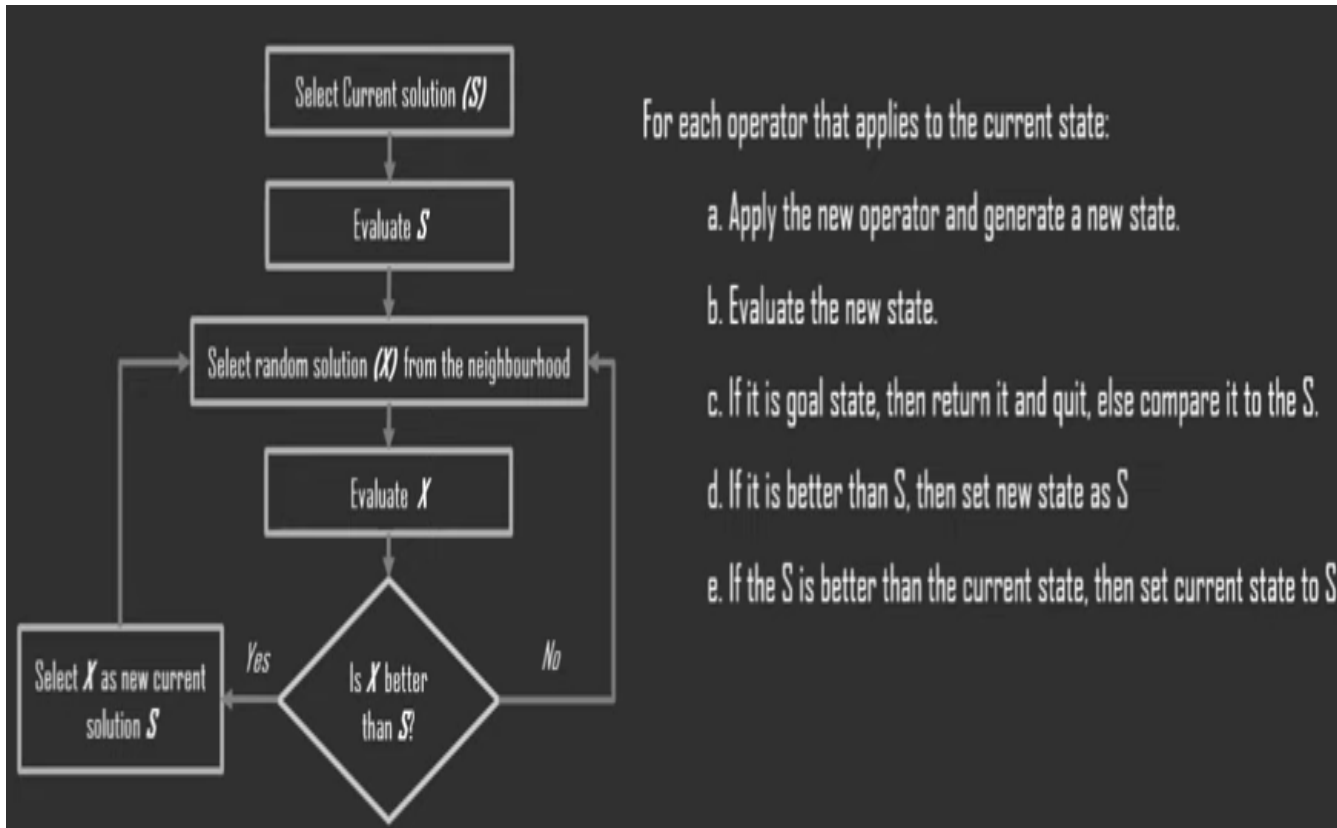 Select Current solution (S)
Evaluate S
Select random solution (X) from the neighbourhood
Evaluate X
Is X better
than S?
Yes
No
Select X as new current
solution S
For each operator that applies to the current state:
a. Apply the new operator and generate a new state.
b. Evaluate the new state.
c. If it is goal state, then return it and quit, else compare it to the S.
d. If it is better than S, then set new state as S
e. If the S is better than the current state, then set current state to S